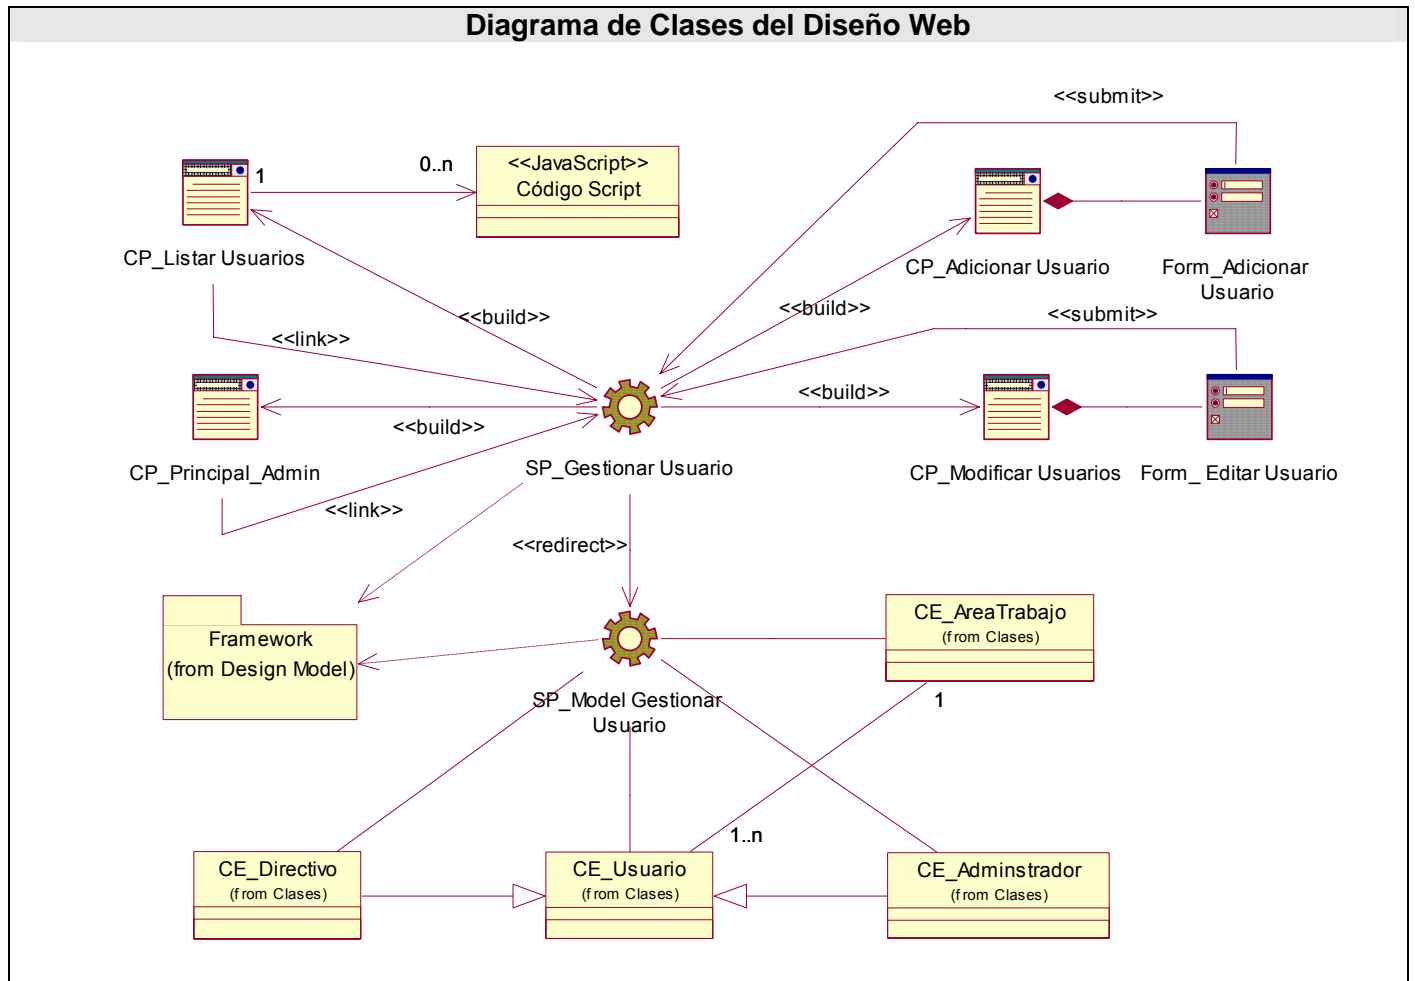 Diagrama de Clases del Diseño Web
<<submit>>
1
0..n
<<JavaScript>>
Código Script
CP_Listar Usuarios
CP_Adicionar Usuario
Form_Adicionar
Usuario
<<build>>
<<build>>
<<submit>>
<<link>>
<<build>>
<<build>>
CP_Principal_Admin
SP_Gestionar Usuario
CP_Modificar Usuarios
Form_ Editar Usuario
<<link>>
<<redirect>>
Framework
(from Design Model)
CE_AreaTrabajo
(from Clases)
SP_Model Gestionar
Usuario
1
1..n
CE_Directivo
(from Clases)
CE_Usuario
(from Clases)
CE_Adminstrador
(from Clases)